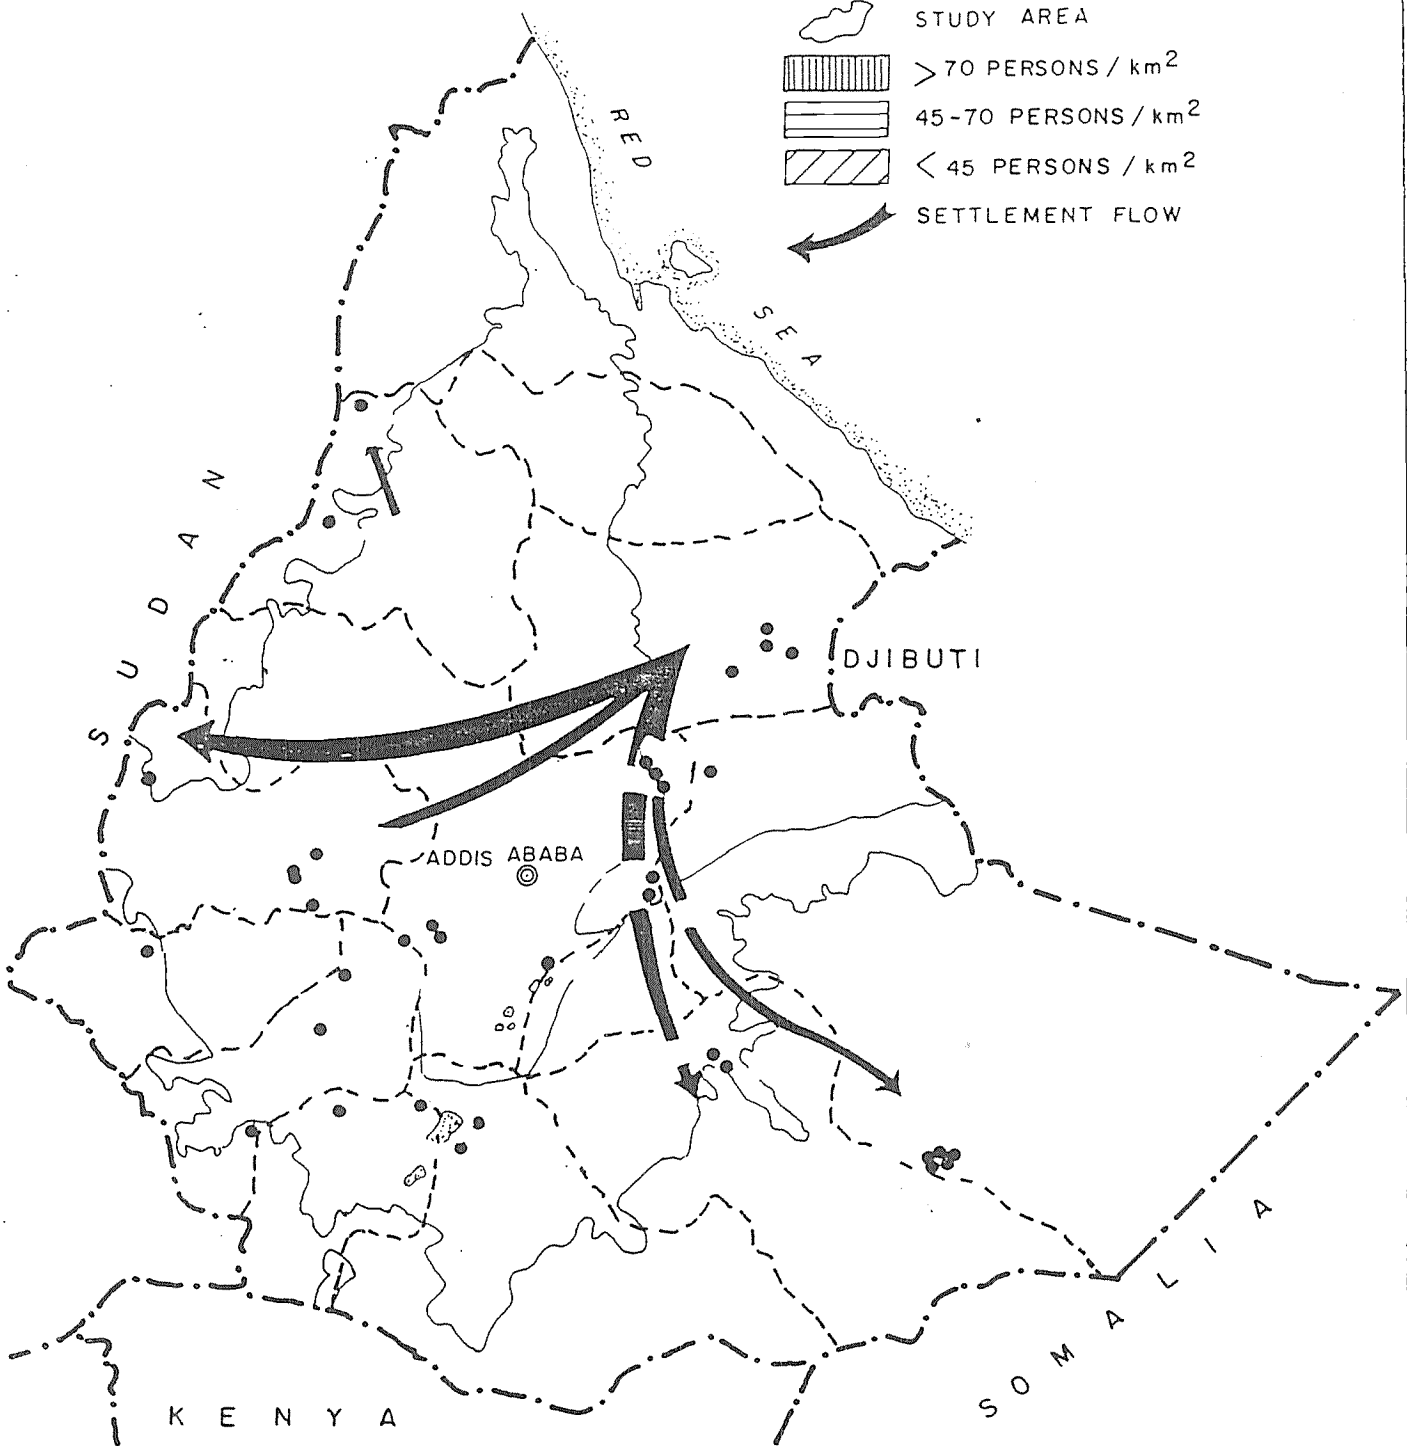 STUDY AREA
> 70 PERSONS / km²
45-70 PERSONS / km²
< 45 PERSONS / km²
SETTLEMENT FLOW
RED SEA
SUDAN
DJIBUTI
ADDIS ABABA
SOMALIA
KENYA